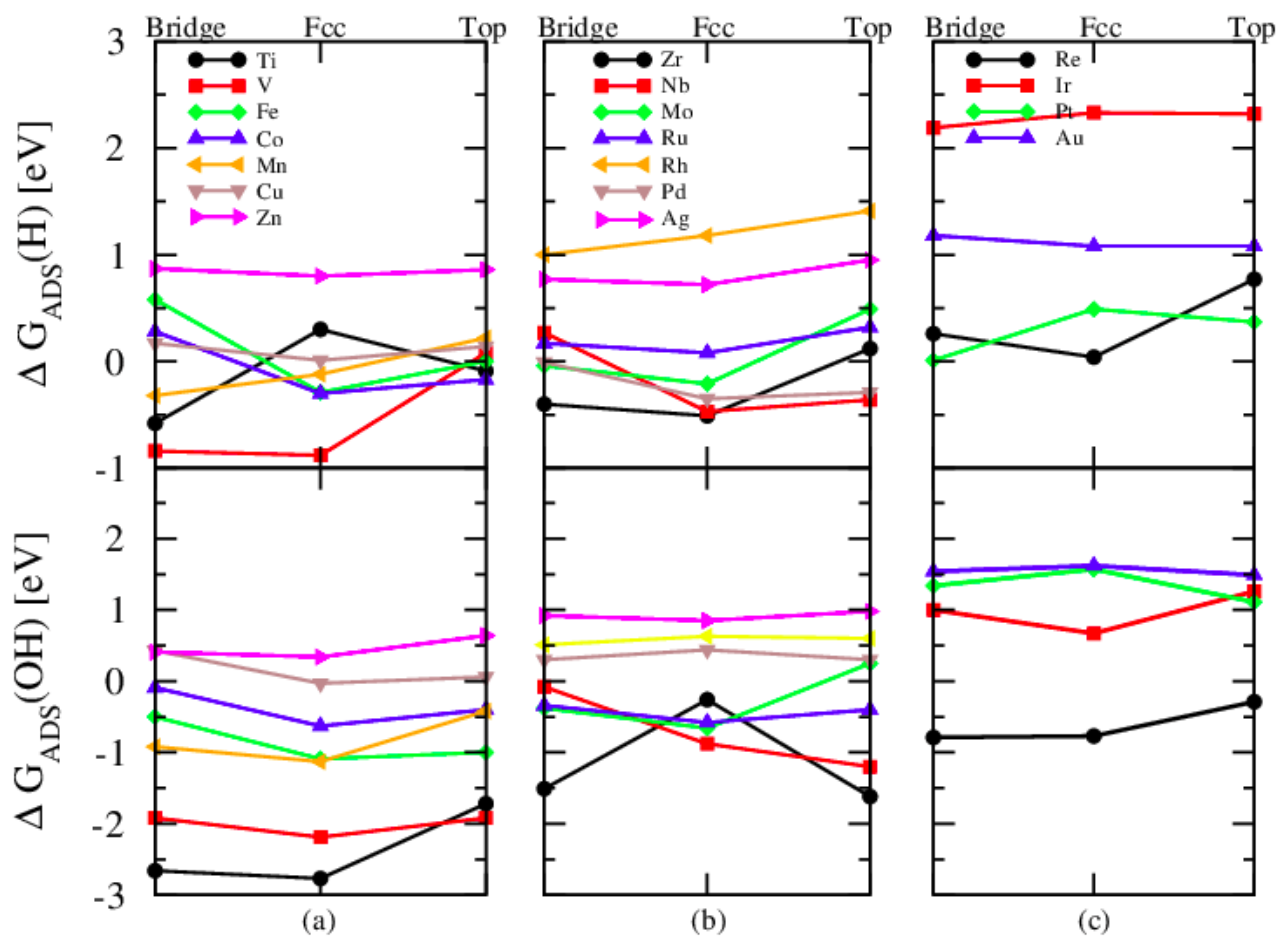 Bridge Fcc Top Bridge Fcc Top Bridge Fcc Top
3
Ti
V
Fe
Co
Mn
Cu
Zn
Zr
Nb
Mo
Ru
Rh
Pd
Ag
Re
Ir
Pt
Au
2
1
0
-1
Δ G_ADS(H) [eV]
2
1
0
-1
-2
-3
Δ G_ADS(OH) [eV]
(a) (b) (c)